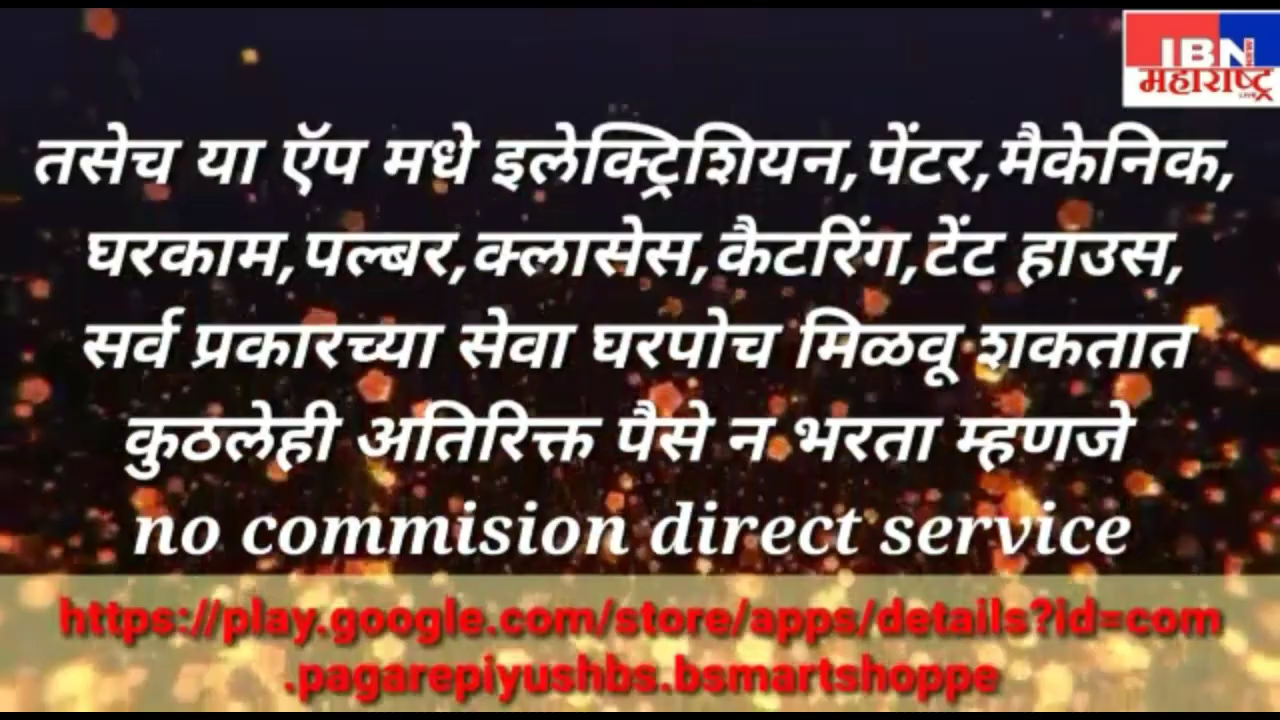 IBN
महाराष्ट्र
तसेच या ऍप मधे इलेक्ट्रिशियन,पेंटर,मैकेनिक,
घरकाम,पल्बर,क्लासेस,कैटरिंग,टेंट हाउस,
सर्व प्रकारच्या सेवा घरपोच मिळवू शकतात
कुठलेही अतिरिक्त पैसे न भरता म्हणजे
no commision direct service
https://play.google.com/store/apps/details?id=com
.pagarepiyushbs.bsmartshoppe